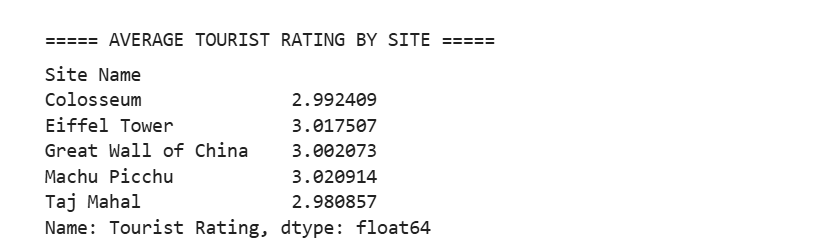 ===== AVERAGE TOURIST RATING BY SITE =====
Site Name
Colosseum              2.992409
Eiffel Tower           3.017507
Great Wall of China    3.002073
Machu Picchu           3.020914
Taj Mahal              2.980857
Name: Tourist Rating, dtype: float64